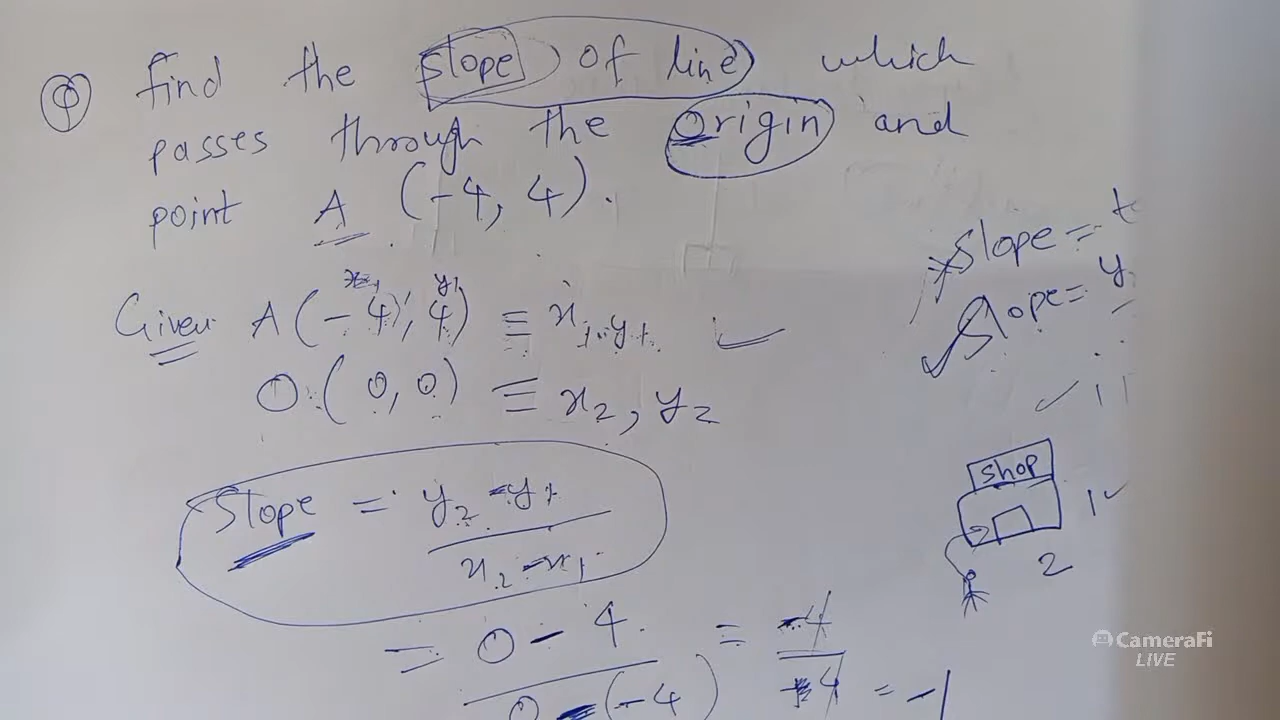 Q Find the slope of line which
passes through the origin and
point A (-4, 4).
x₁ y₁
Given A (-4, 4) ≡ x₁, y₁
O (0, 0) ≡ x₂, y₂
Slope = y₂ - y₁
x₂ - x₁
= 0 - 4 = -4
0 - (-4) 4 = -1
Slope = t
Slope = y
shop
1
2
CameraFi
LIVE